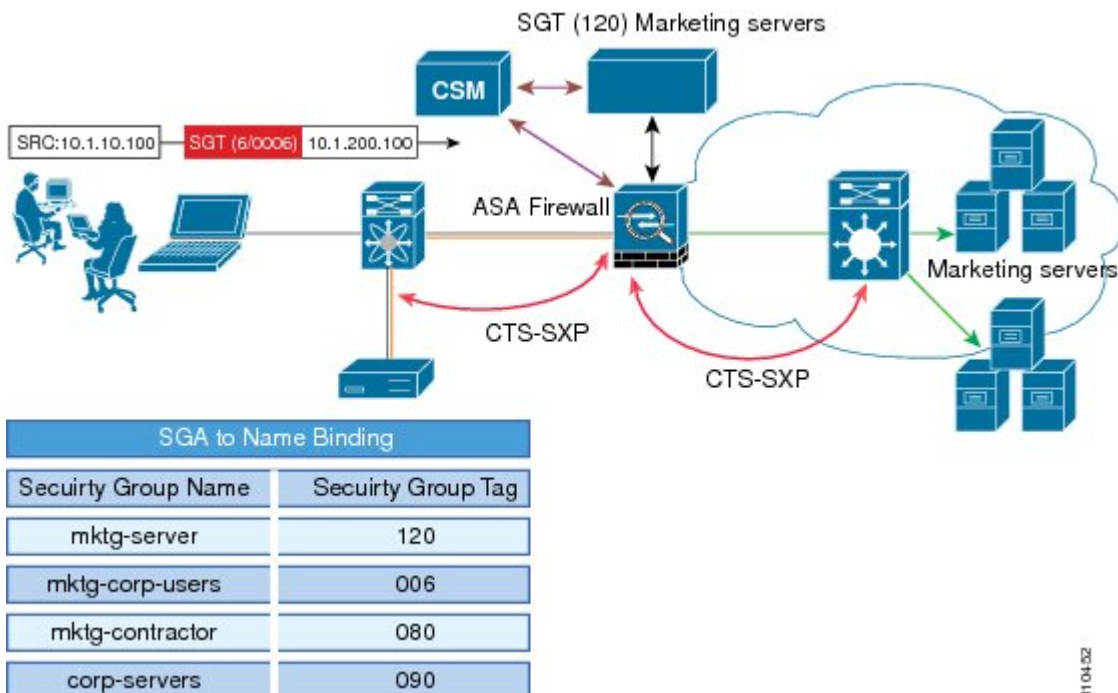 SGT (120) Marketing servers
CSM
SRC:10.1.10.100 SGT (6/0006) 10.1.200.100
ASA Firewall
Marketing servers
CTS-SXP
CTS-SXP
SGA to Name Binding
Secuirty Group Name Secuirty Group Tag
mktg-server 120
mktg-corp-users 006
mktg-contractor 080
corp-servers 090